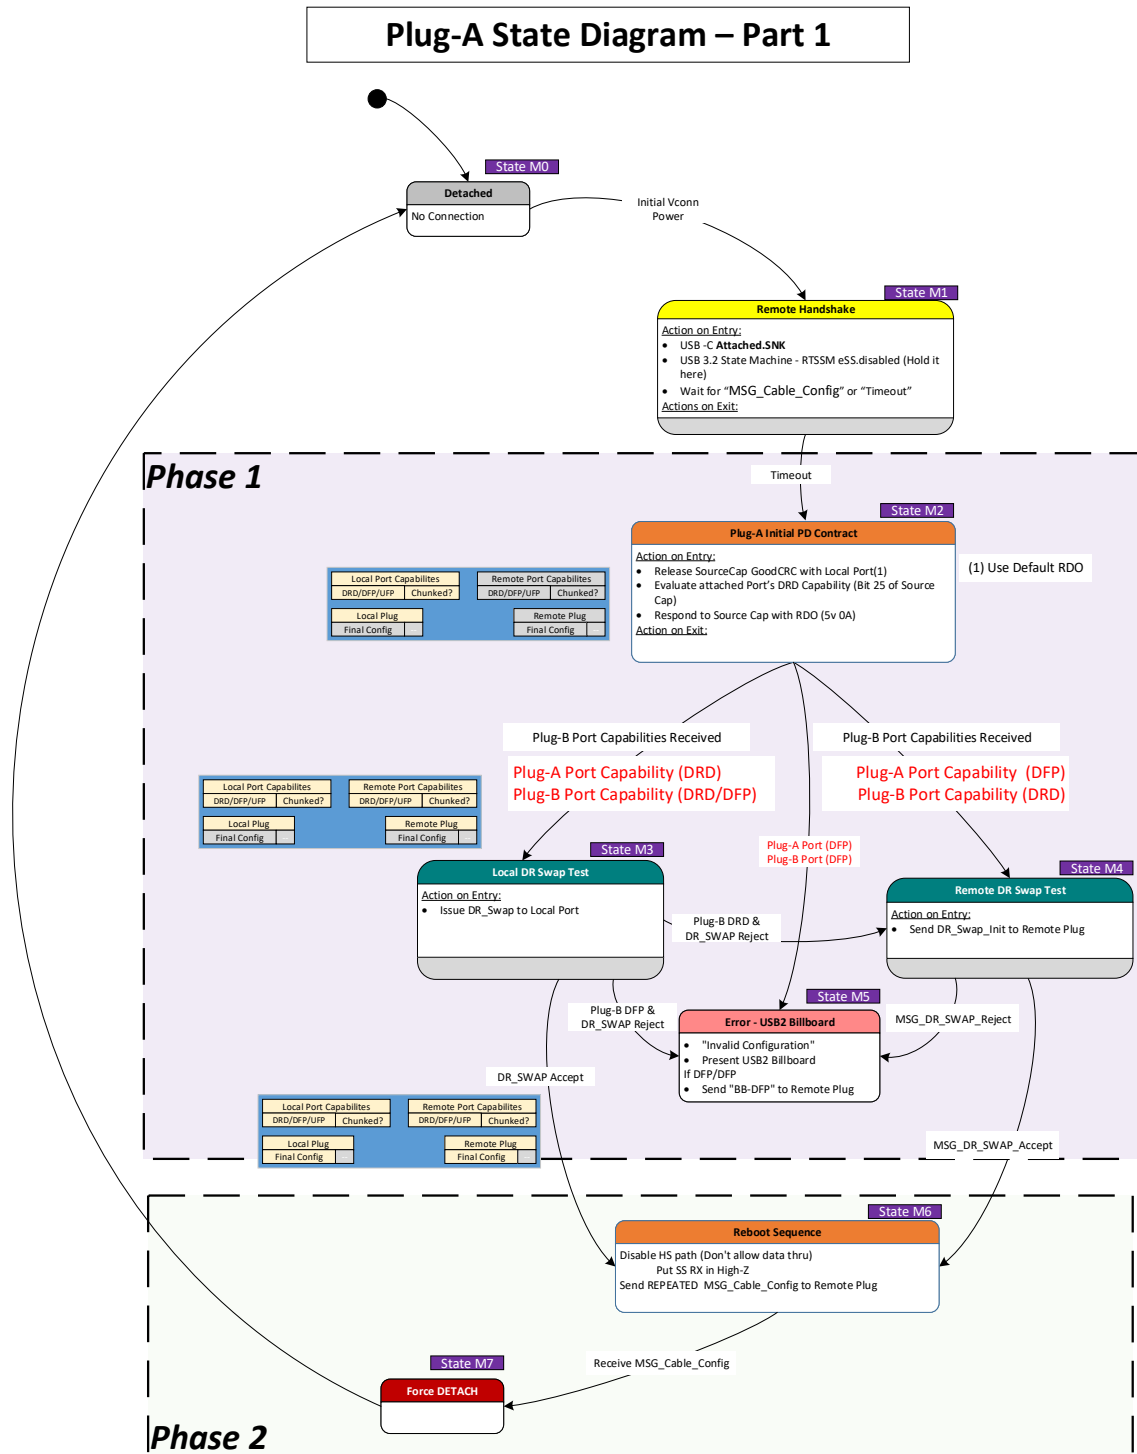 Plug-A State Diagram – Part 1
State M0
Detached
No Connection
Initial Vconn
Power
State M1
Remote Handshake
Action on Entry:
• USB -C Attached.SNK
• USB 3.2 State Machine - RTSSM eSS.disabled (Hold it
here)
• Wait for “MSG_Cable_Config” or “Timeout”
Actions on Exit:
Phase 1
Timeout
State M2
Plug-A Initial PD Contract
Action on Entry:
• Release SourceCap GoodCRC with Local Port(1)
• Evaluate attached Port’s DRD Capability (Bit 25 of Source
Cap)
• Respond to Source Cap with RDO (5v 0A)
Action on Exit:
(1) Use Default RDO
Local Port Capabilites
DRD/DFP/UFP Chunked?
Remote Port Capabilites
DRD/DFP/UFP Chunked?
Local Plug
Final Config ...
Remote Plug
Final Config ...
Plug-B Port Capabilities Received
Plug-A Port Capability (DRD)
Plug-B Port Capability (DRD/DFP)
Plug-B Port Capabilities Received
Plug-A Port Capability (DFP)
Plug-B Port Capability (DRD)
Local Port Capabilites
DRD/DFP/UFP Chunked?
Remote Port Capabilites
DRD/DFP/UFP Chunked?
Local Plug
Final Config ...
Remote Plug
Final Config ...
Plug-A Port (DFP)
Plug-B Port (DFP)
State M3
Local DR Swap Test
Action on Entry:
• Issue DR_Swap to Local Port
State M4
Remote DR Swap Test
Action on Entry:
• Send DR_Swap_Init to Remote Plug
Plug-B DRD &
DR_SWAP Reject
State M5
Error - USB2 Billboard
• "Invalid Configuration"
• Present USB2 Billboard
If DFP/DFP
• Send "BB-DFP" to Remote Plug
Plug-B DFP &
DR_SWAP Reject
MSG_DR_SWAP_Reject
DR_SWAP Accept
Local Port Capabilites
DRD/DFP/UFP Chunked?
Remote Port Capabilites
DRD/DFP/UFP Chunked?
Local Plug
Final Config ...
Remote Plug
Final Config ...
MSG_DR_SWAP_Accept
State M6
Reboot Sequence
Disable HS path (Don't allow data thru)
Put SS RX in High-Z
Send REPEATED MSG_Cable_Config to Remote Plug
Receive MSG_Cable_Config
State M7
Force DETACH
Phase 2